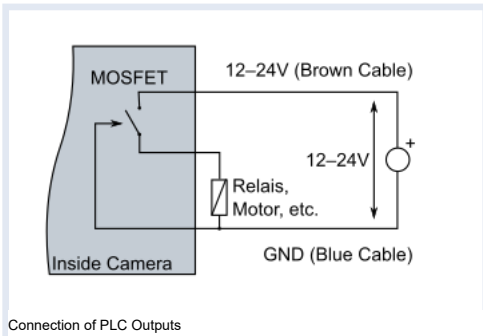 MOSFET
12–24V (Brown Cable)
12–24V
+
Relais,
Motor, etc.
GND (Blue Cable)
Inside Camera
Connection of PLC Outputs